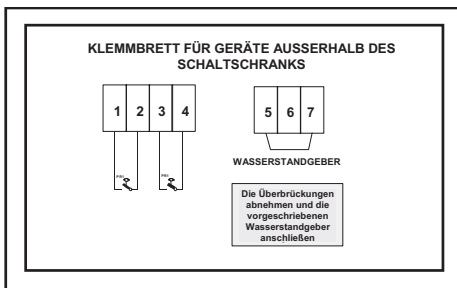 KLEMMBRETT FÜR GERÄTE AUSSERHALB DES
SCHALTSCHRANKS
1 2 3 4
5 6 7
WASSERSTANDGEBER
Die Überbrückungen
abnehmen und die
vorgeschriebenen
Wasserstandgeber
anschließen